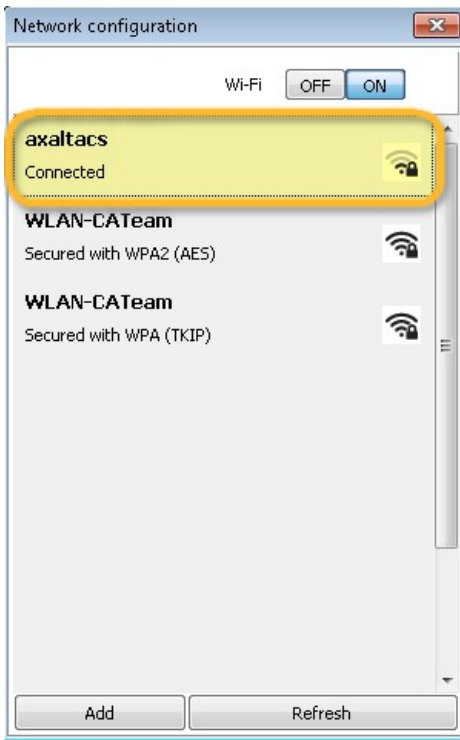 Network configuration
Wi-Fi OFF ON
axaltacs
Connected
WLAN-CATeam
Secured with WPA2 (AES)
WLAN-CATeam
Secured with WPA (TKIP)
Add Refresh